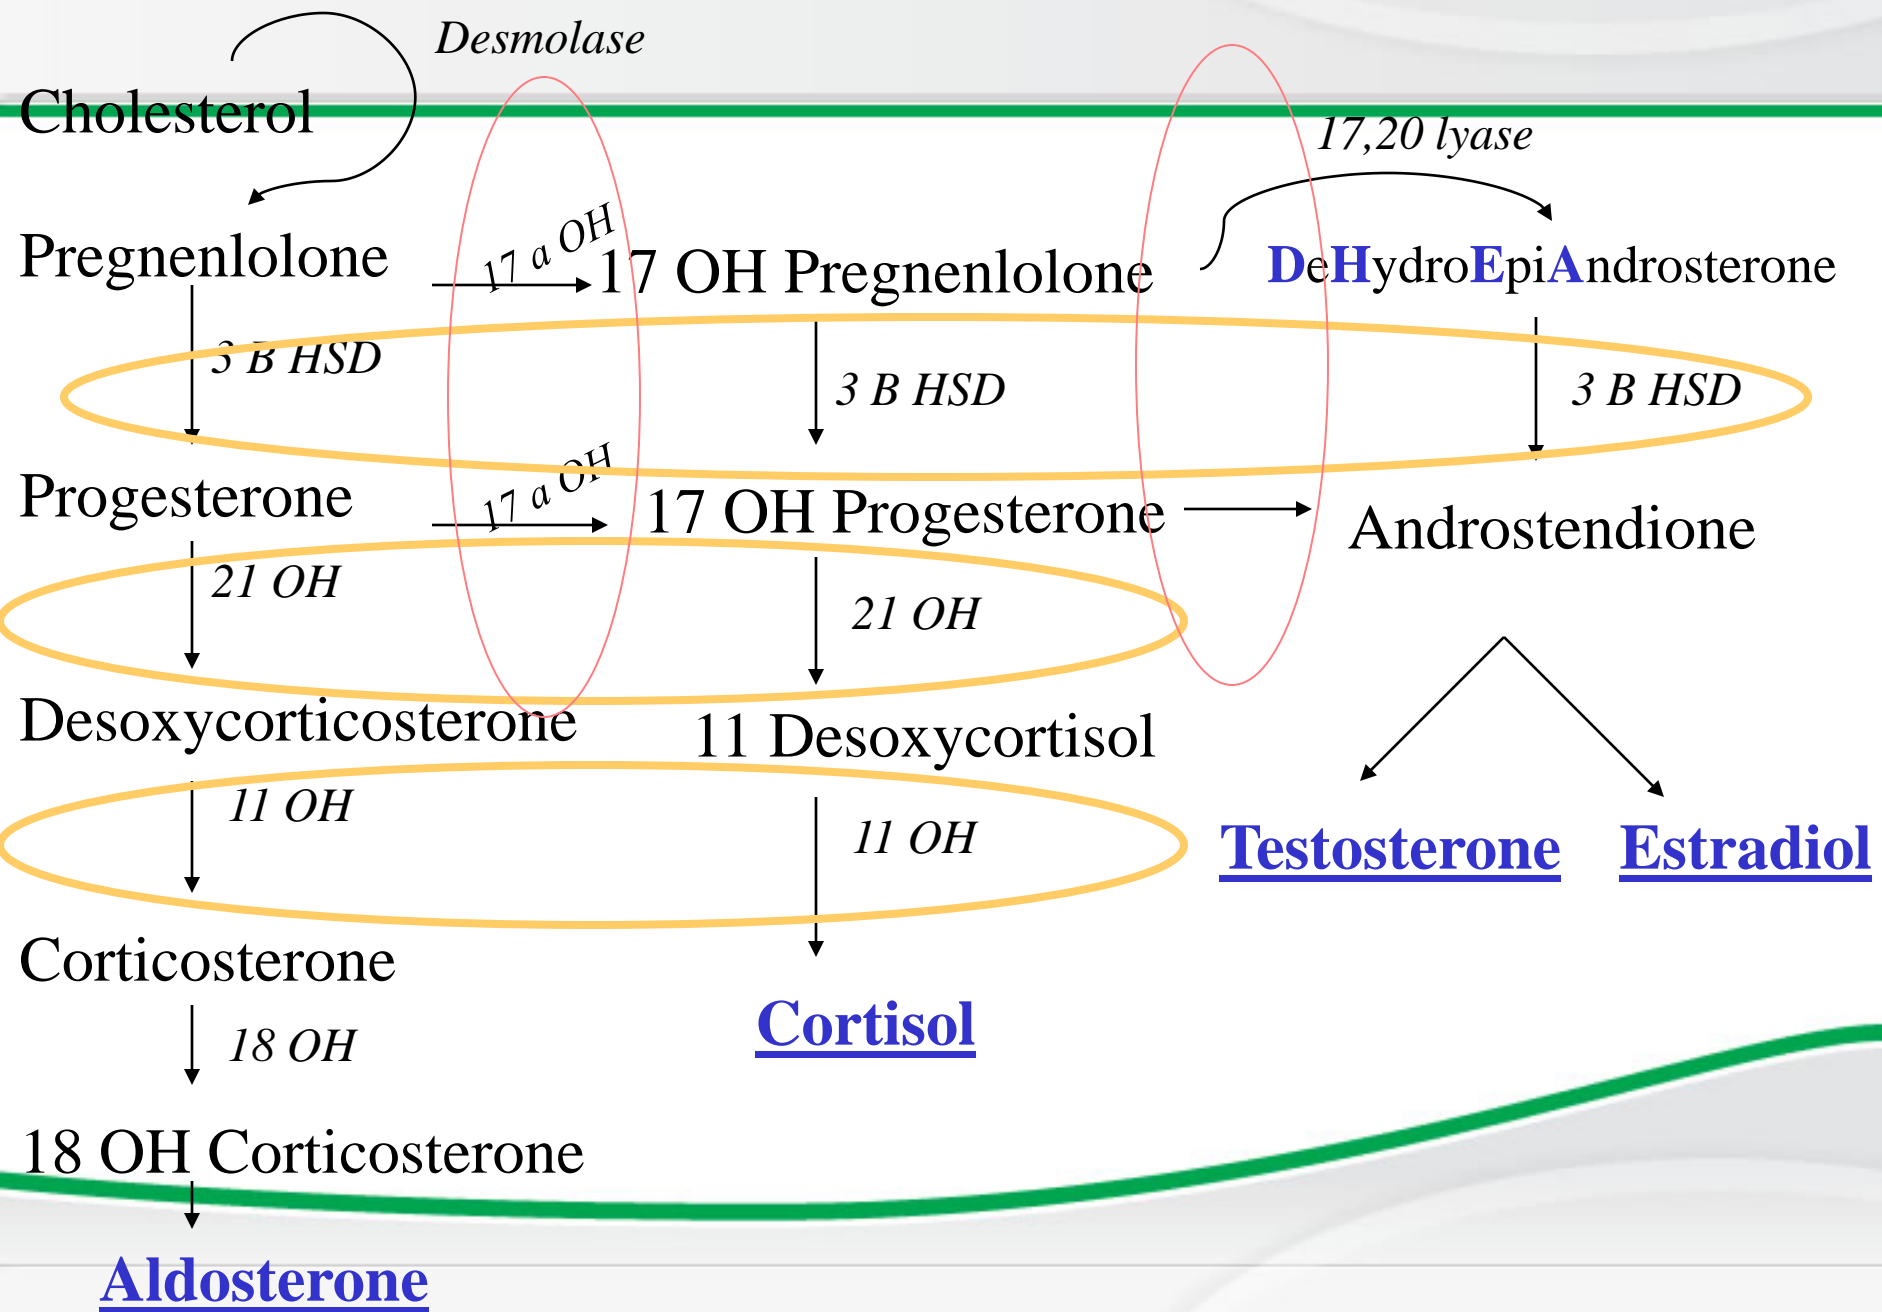 Desmolase
Cholesterol
17,20 lyase
Pregnenlolone
17 a OH
17 OH Pregnenlolone
DeHydroEpiAndrosterone
3 B HSD
3 B HSD
3 B HSD
Progesterone
17 a OH
17 OH Progesterone
Androstendione
21 OH
21 OH
Desoxycorticosterone
11 Desoxycortisol
11 OH
11 OH
Testosterone
Estradiol
Corticosterone
Cortisol
18 OH
18 OH Corticosterone
Aldosterone